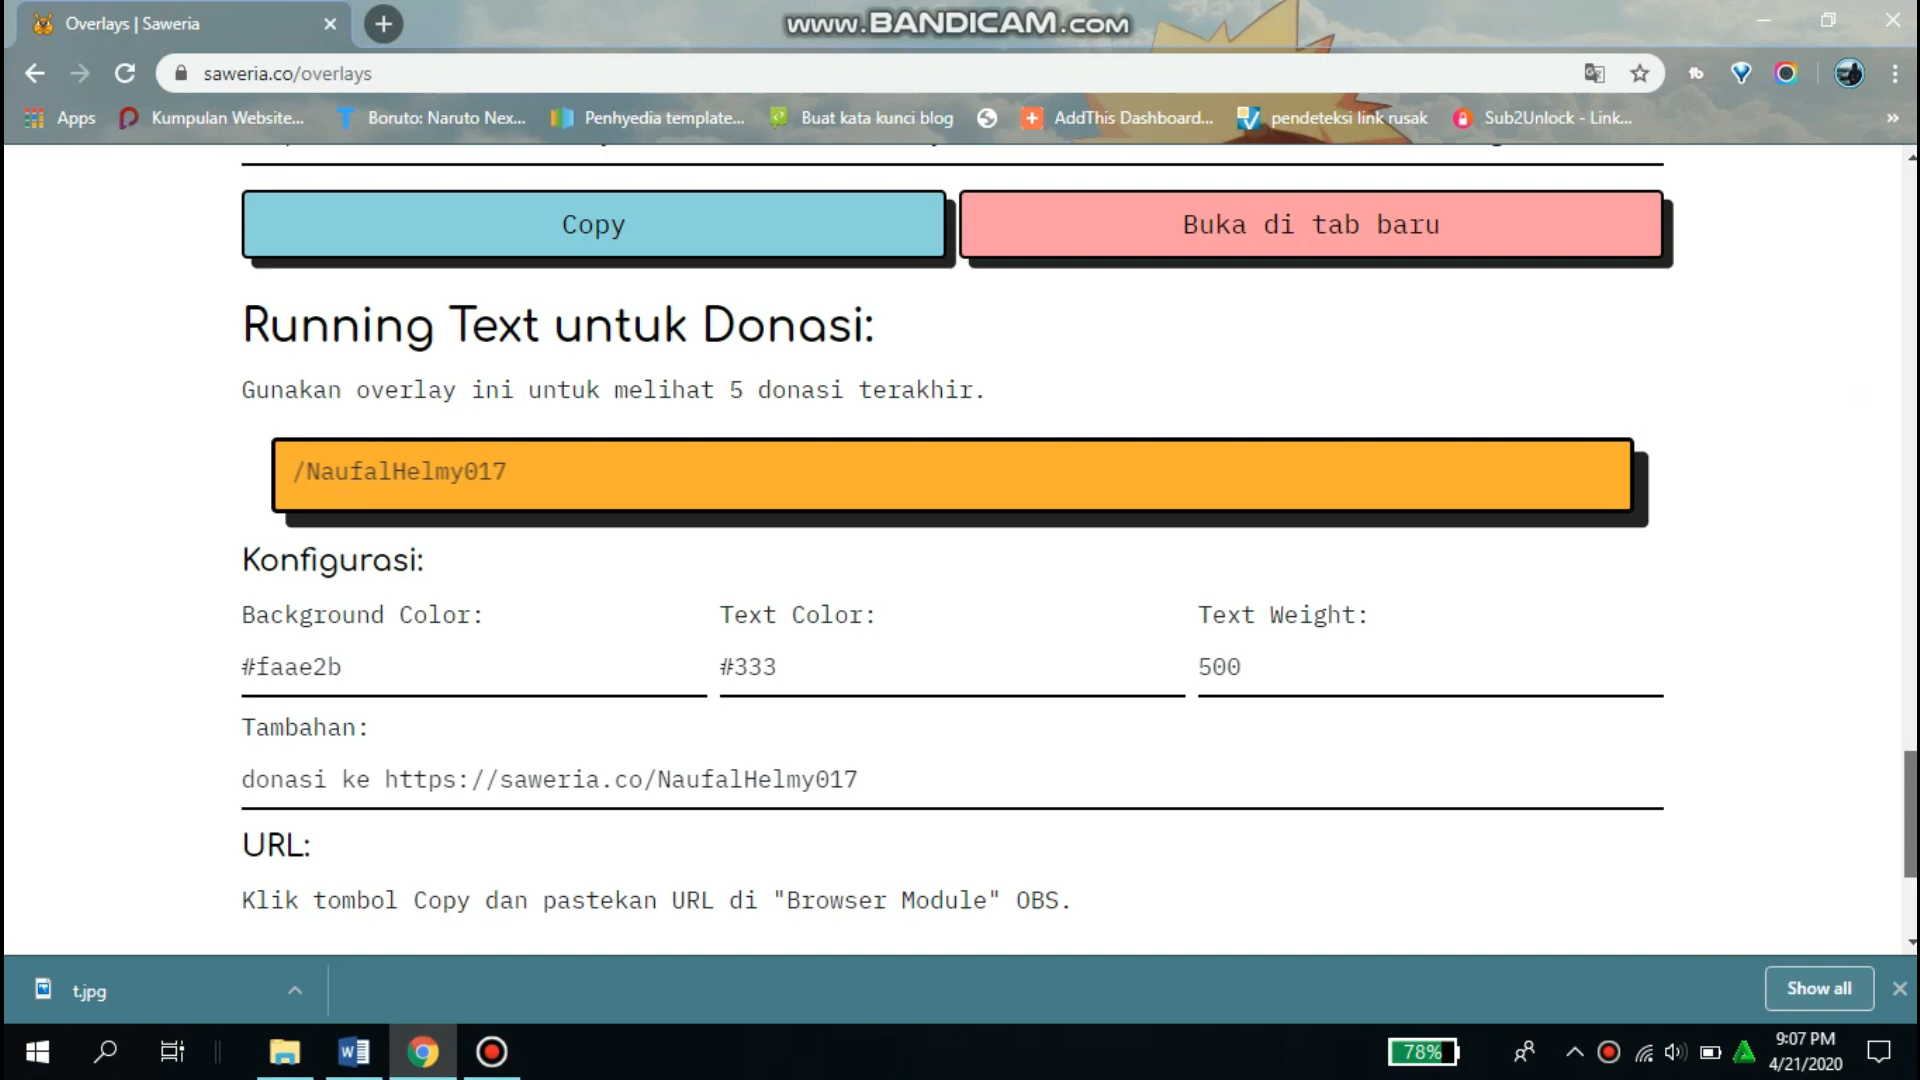 Overlays | Saweria
www.BANDICAM.com
saweria.co/overlays
Apps
Kumpulan Website...
Boruto: Naruto Nex...
Penhyedia template...
Buat kata kunci blog
AddThis Dashboard...
pendeteksi link rusak
Sub2Unlock - Link...
Copy
Buka di tab baru
Running Text untuk Donasi:
Gunakan overlay ini untuk melihat 5 donasi terakhir.
/NaufalHelmy017
Konfigurasi:
Background Color:
Text Color:
Text Weight:
#faae2b
#333
500
Tambahan:
donasi ke https://saweria.co/NaufalHelmy017
URL:
Klik tombol Copy dan pastekan URL di "Browser Module" OBS.
t.jpg
Show all
78%
9:07 PM
4/21/2020